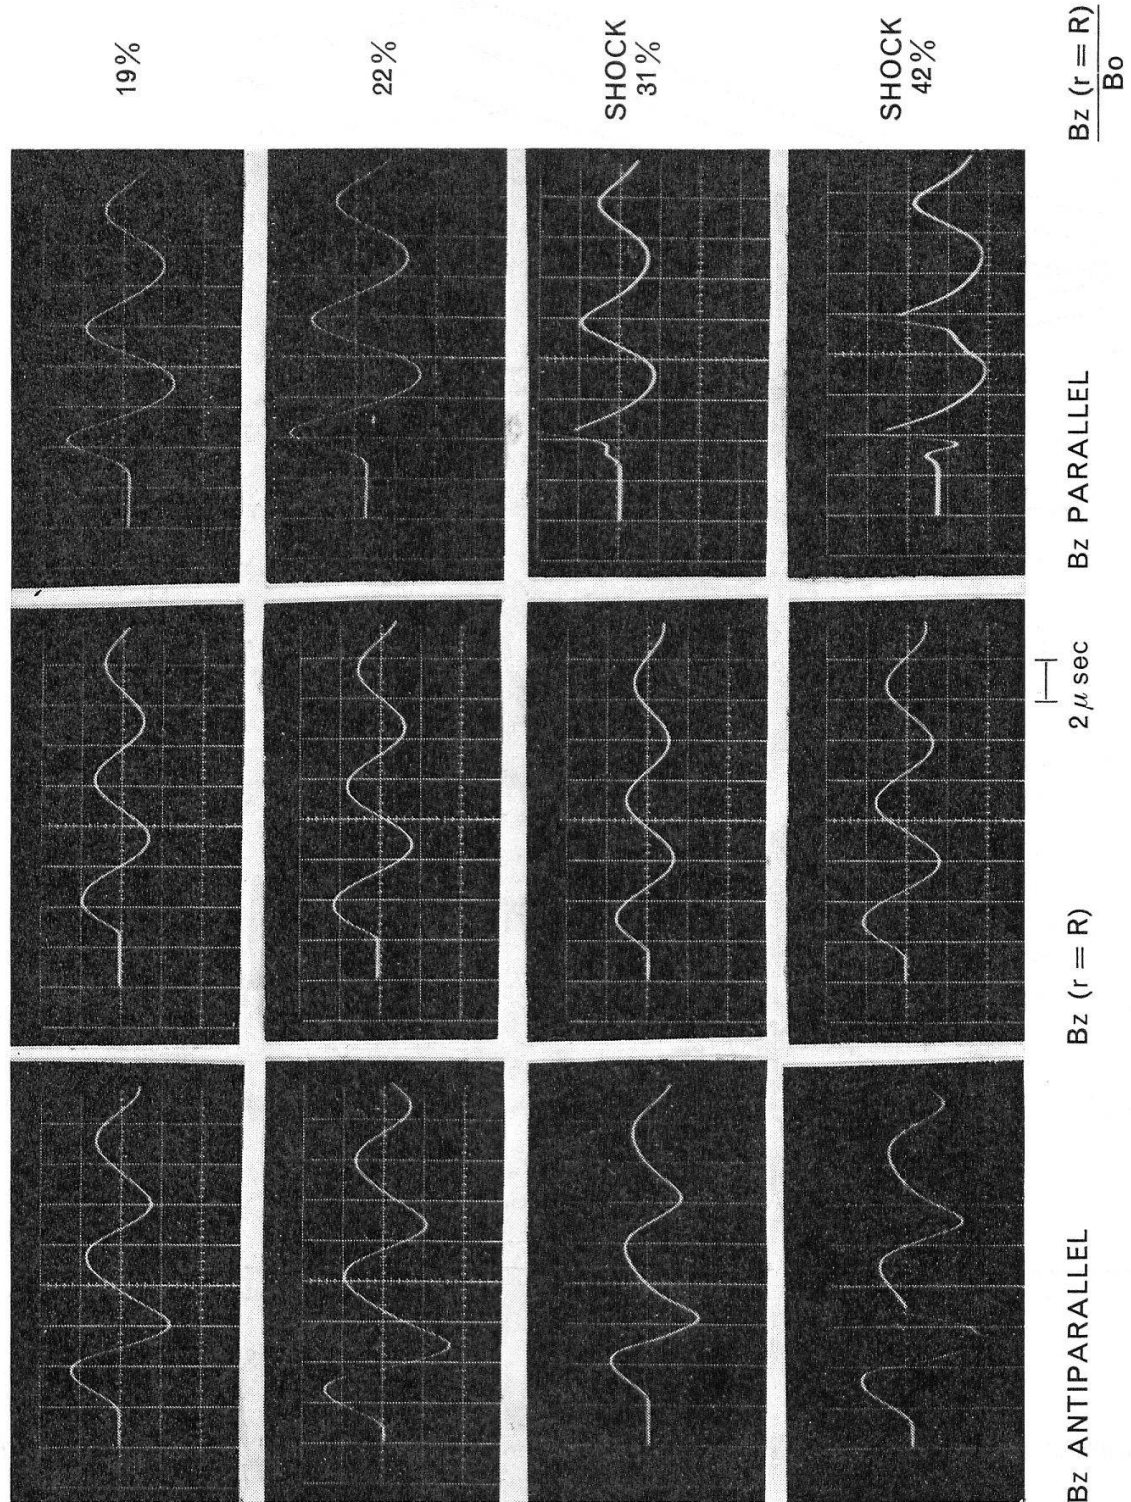 19%
22%
SHOCK
31%
SHOCK
42%
Bz (r = R)
Bo
Bz ANTIPARALLEL
Bz (r = R)
2 μ sec
Bz PARALLEL